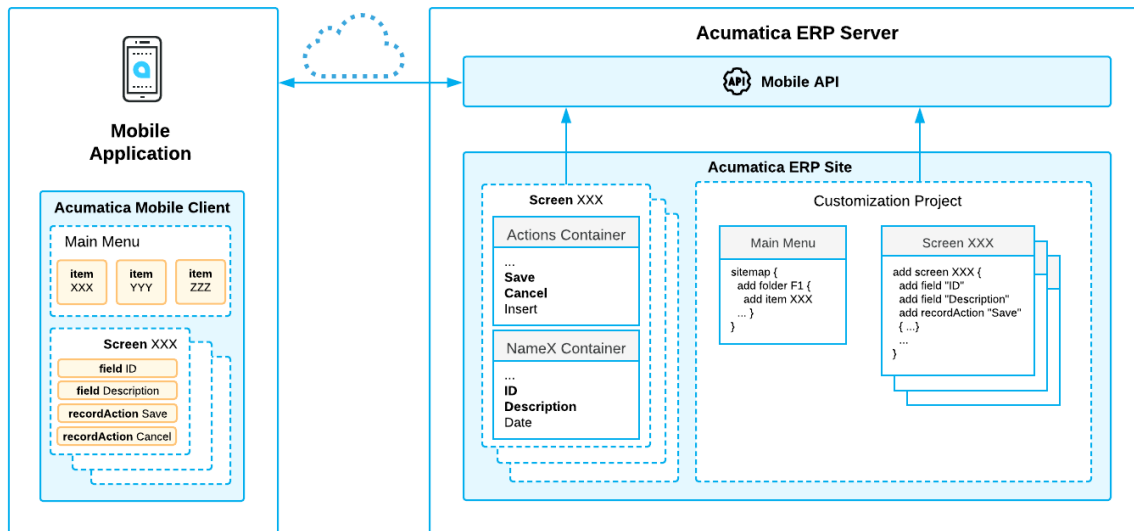 Mobile
Application
Acumatica Mobile Client
Main Menu
item
XXX
item
YYY
item
ZZZ
Screen XXX
field ID
field Description
recordAction Save
recordAction Cancel
Acumatica ERP Server
API
Mobile API
Acumatica ERP Site
Screen XXX
Actions Container
...
Save
Cancel
Insert
NameX Container
...
ID
Description
Date
Customization Project
Main Menu
sitemap {
add folder F1 {
add item XXX
... }
}
Screen XXX
add screen XXX {
add field "ID"
add field "Description"
add recordAction "Save"
{ ...}
...
}